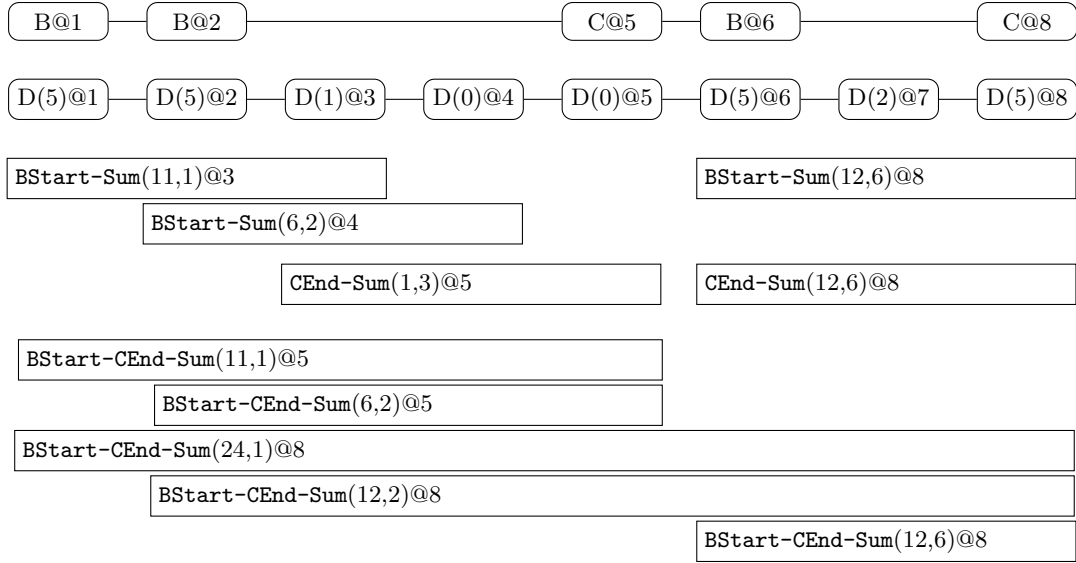 B@1 B@2 C@5 B@6 C@8
D(5)@1 D(5)@2 D(1)@3 D(0)@4 D(0)@5 D(5)@6 D(2)@7 D(5)@8
BStart-Sum(11,1)@3 BStart-Sum(12,6)@8
BStart-Sum(6,2)@4
CEnd-Sum(1,3)@5 CEnd-Sum(12,6)@8
BStart-CEnd-Sum(11,1)@5
BStart-CEnd-Sum(6,2)@5
BStart-CEnd-Sum(24,1)@8
BStart-CEnd-Sum(12,2)@8
BStart-CEnd-Sum(12,6)@8